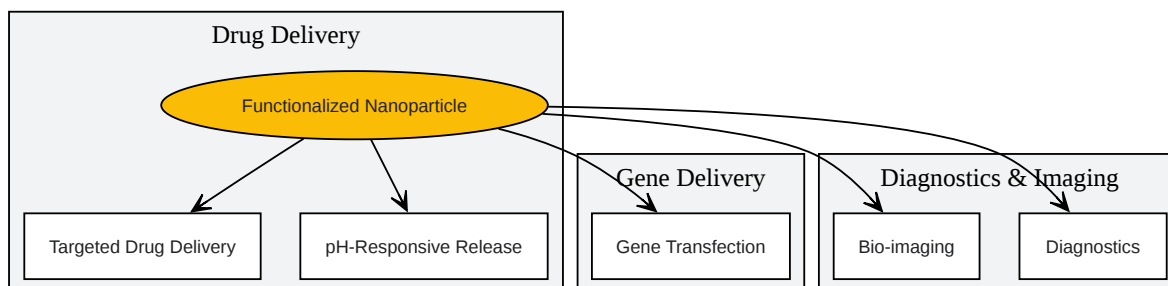 Drug Delivery
Functionalized Nanoparticle
Gene Delivery
Diagnostics & Imaging
Targeted Drug Delivery
pH-Responsive Release
Gene Transfection
Bio-imaging
Diagnostics